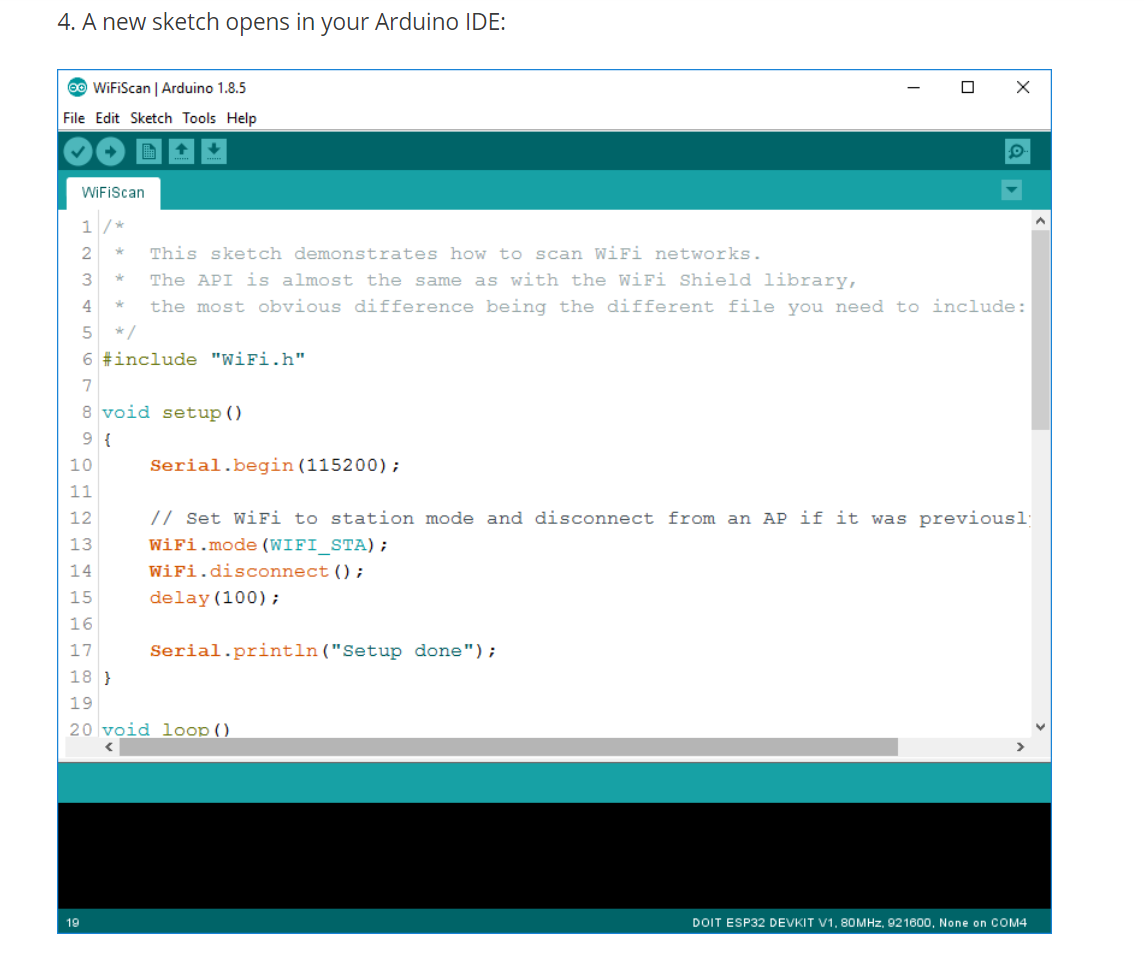 4. A new sketch opens in your Arduino IDE:
WiFiScan | Arduino 1.8.5
File Edit Sketch Tools Help
WiFiScan
1 /*
2  *  This sketch demonstrates how to scan WiFi networks.
3  *  The API is almost the same as with the WiFi Shield library,
4  *  the most obvious difference being the different file you need to include:
5  */
6 #include "WiFi.h"
7
8 void setup()
9 {
10     Serial.begin(115200);
11
12     // Set WiFi to station mode and disconnect from an AP if it was previousl
13     WiFi.mode(WIFI_STA);
14     WiFi.disconnect();
15     delay(100);
16
17     Serial.println("Setup done");
18 }
19
20 void loop()
19
DOIT ESP32 DEVKIT V1, 80MHz, 921600, None on COM4